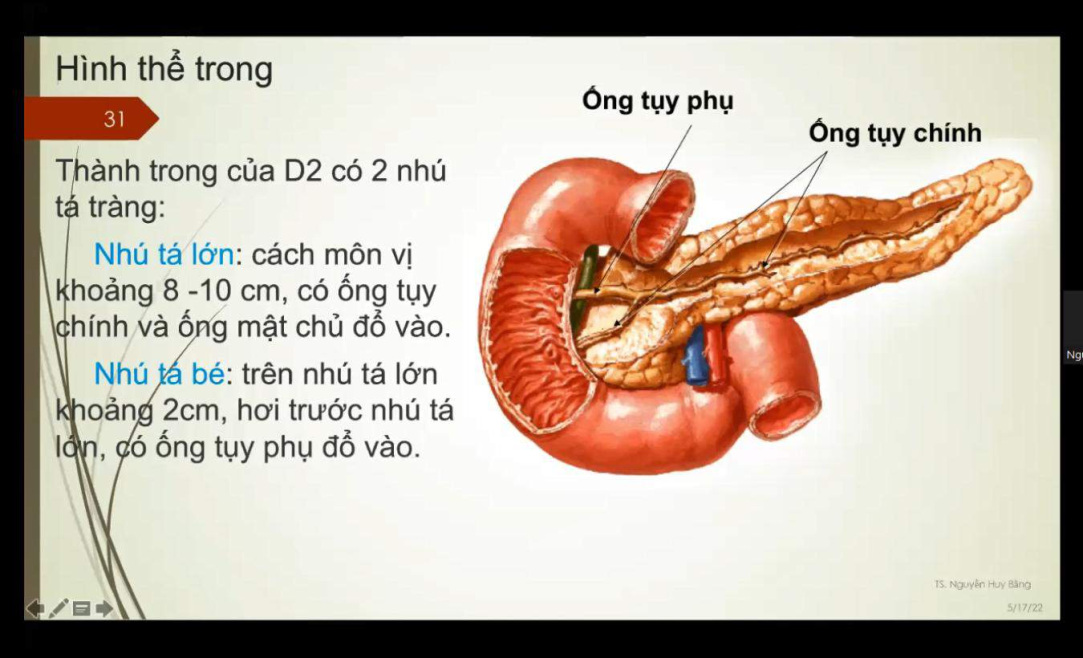 Hình thể trong
31
Thành trong của D2 có 2 nhú
tá tràng:
Nhú tá lớn: cách môn vị
khoảng 8 -10 cm, có ống tụy
chính và ống mật chủ đổ vào.
Nhú tá bé: trên nhú tá lớn
khoảng 2cm, hơi trước nhú tá
lớn, có ống tụy phụ đổ vào.
Ống tụy phụ
Ống tụy chính
TS. Nguyễn Huy Bằng
5/17/22